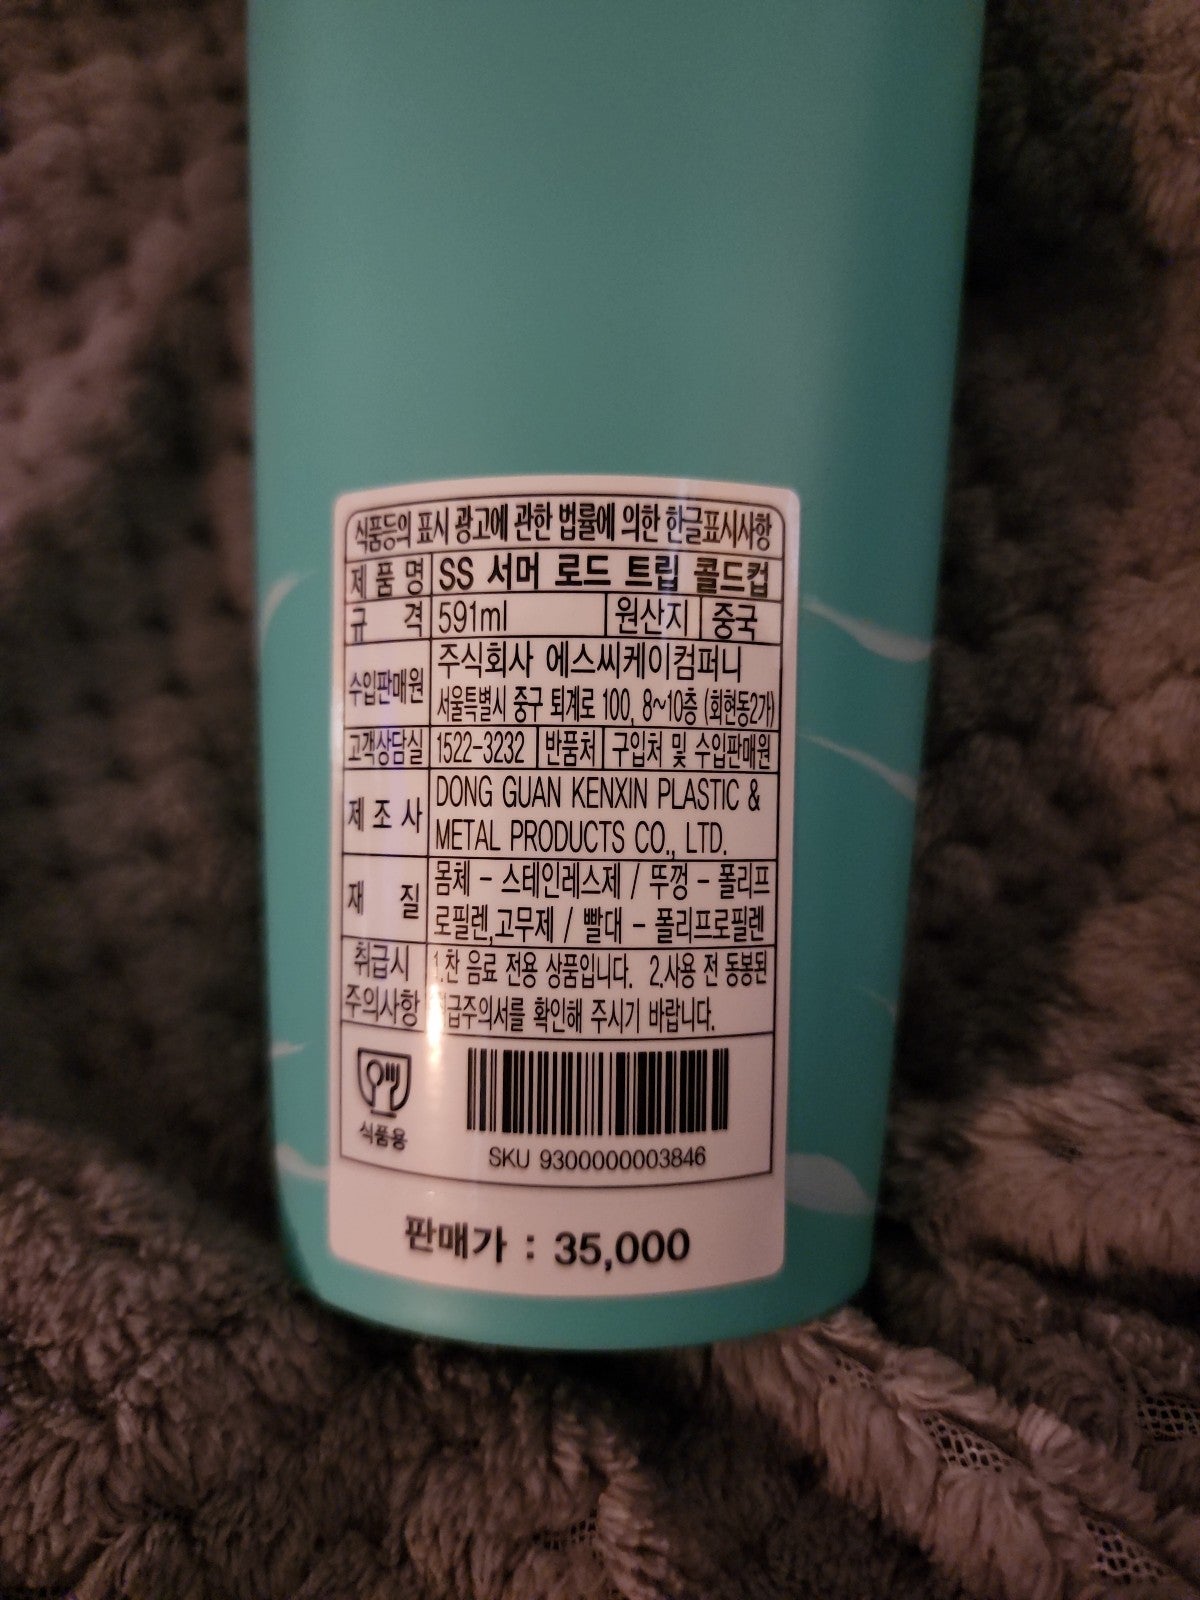 식품등의 표시 광고에 관한 법률에 의한 한글표시사항
제품명 SS 서머 로드 트립 콜드컵
규격 591ml 원산지 중국
수입판매원 주식회사 에스씨케이컴퍼니
서울특별시 중구 퇴계로 100, 8~10층 (회현동2가)
고객상담실 1522-3232 반품처 구입처 및 수입판매원
제조사 DONG GUAN KENXIN PLASTIC &
METAL PRODUCTS CO., LTD.
재질 몸체 - 스테인레스제 / 뚜껑 - 폴리프
로필렌,고무제 / 빨대 - 폴리프로필렌
취급시 1.찬 음료 전용 상품입니다. 2.사용 전 동봉된
주의사항 취급주의서를 확인해 주시기 바랍니다.
식품용
SKU 9300000003846
판매가 : 35,000